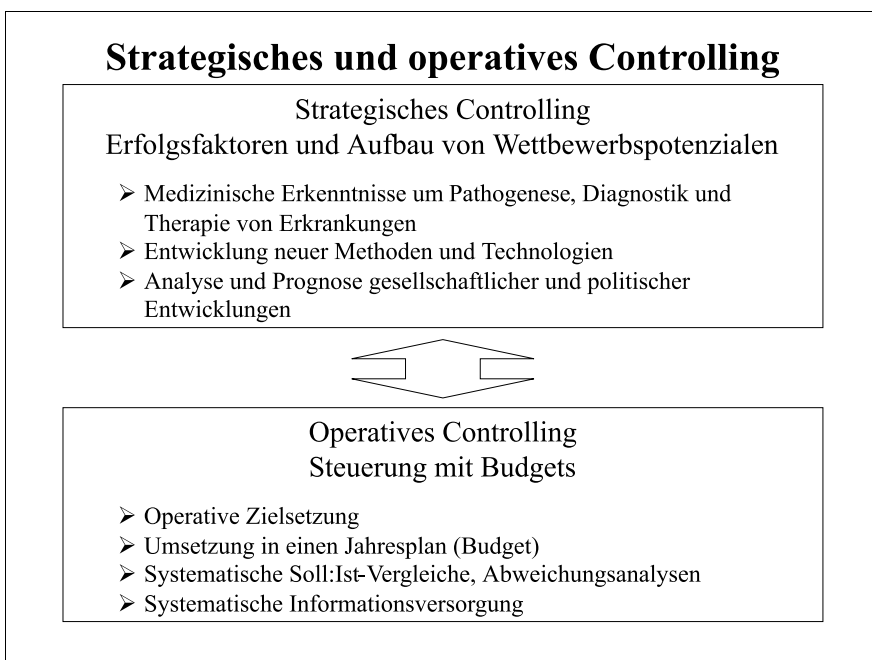 Strategisches und operatives Controlling
Strategisches Controlling
Erfolgsfaktoren und Aufbau von Wettbewerbspotenzialen
➢ Medizinische Erkenntnisse um Pathogenese, Diagnostik und
Therapie von Erkrankungen
➢ Entwicklung neuer Methoden und Technologien
➢ Analyse und Prognose gesellschaftlicher und politischer
Entwicklungen
Operatives Controlling
Steuerung mit Budgets
➢ Operative Zielsetzung
➢ Umsetzung in einen Jahresplan (Budget)
➢ Systematische Soll:Ist-Vergleiche, Abweichungsanalysen
➢ Systematische Informationsversorgung